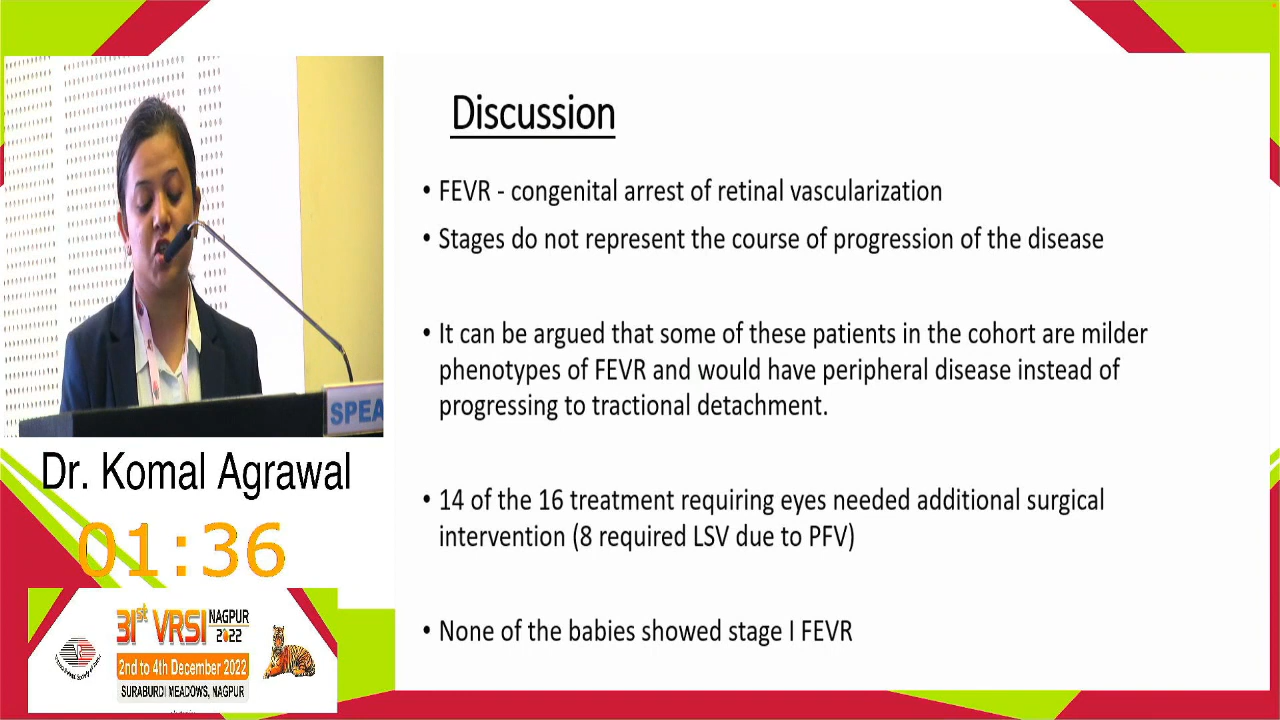 Discussion
• FEVR - congenital arrest of retinal vascularization
• Stages do not represent the course of progression of the disease
• It can be argued that some of these patients in the cohort are milder
phenotypes of FEVR and would have peripheral disease instead of
progressing to tractional detachment.
• 14 of the 16 treatment requiring eyes needed additional surgical
intervention (8 required LSV due to PFV)
• None of the babies showed stage I FEVR
SPEA
Dr. Komal Agrawal
01:36
31st VRSI NAGPUR
2022
2nd to 4th December 2022
SURABURDI MEADOWS, NAGPUR